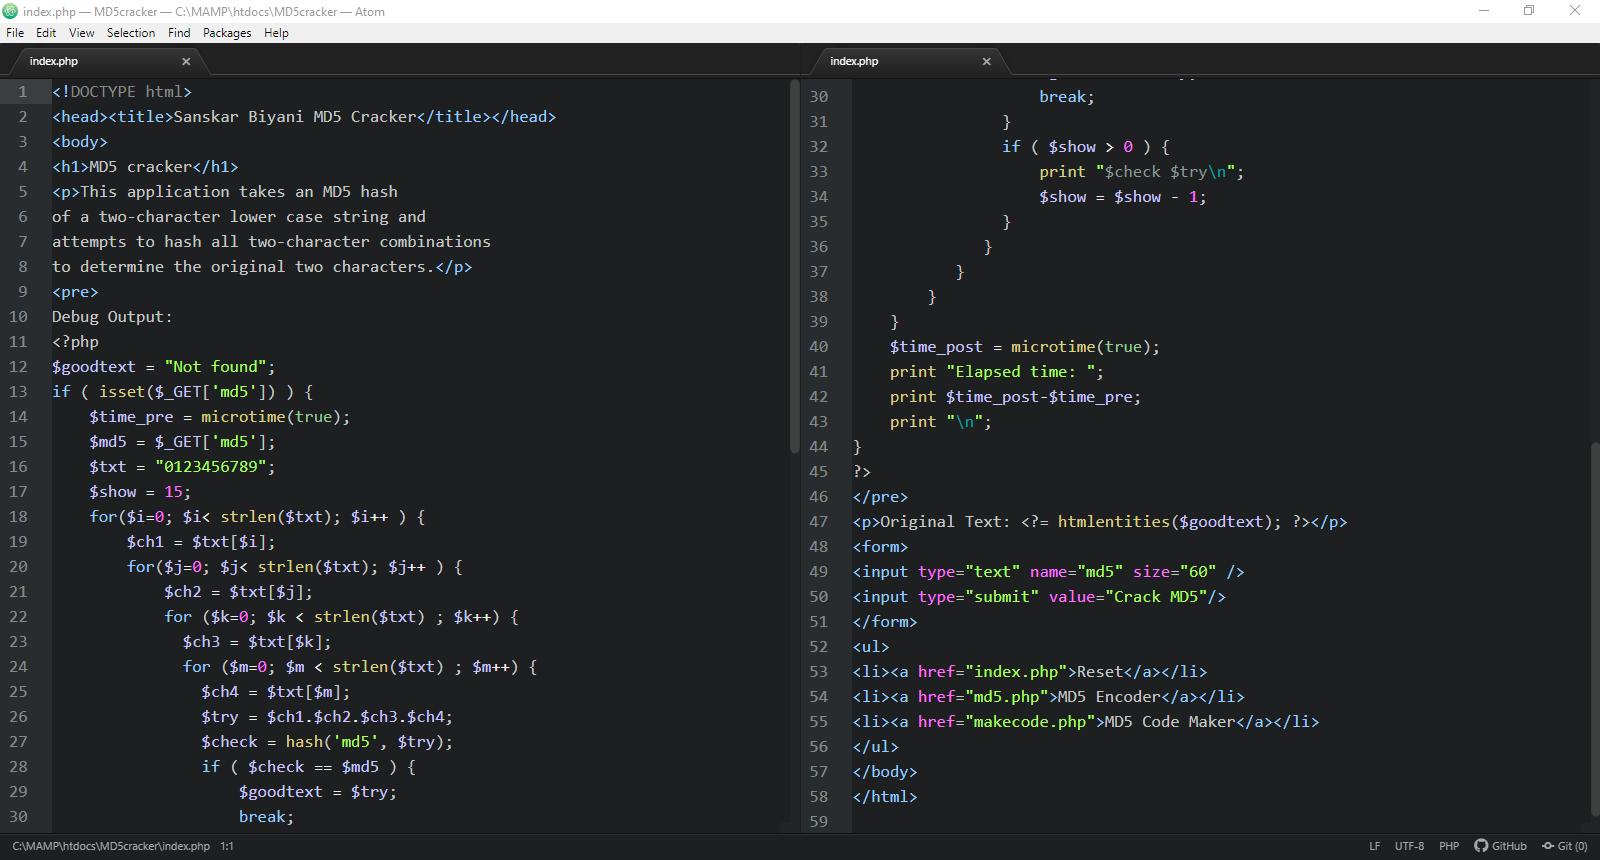 index.php — MD5cracker — C:\MAMP\htdocs\MD5cracker — Atom
File Edit View Selection Find Packages Help
index.php
1 <!DOCTYPE html>
2 <head><title>Sanskar Biyani MD5 Cracker</title></head>
3 <body>
4 <h1>MD5 cracker</h1>
5 <p>This application takes an MD5 hash
6 of a two-character lower case string and
7 attempts to hash all two-character combinations
8 to determine the original two characters.</p>
9 <pre>
10 Debug Output:
11 <?php
12 $goodtext = "Not found";
13 if ( isset($_GET['md5']) ) {
14     $time_pre = microtime(true);
15     $md5 = $_GET['md5'];
16     $txt = "0123456789";
17     $show = 15;
18     for($i=0; $i< strlen($txt); $i++ ) {
19         $ch1 = $txt[$i];
20         for($j=0; $j< strlen($txt); $j++ ) {
21             $ch2 = $txt[$j];
22             for ($k=0; $k < strlen($txt) ; $k++) {
23               $ch3 = $txt[$k];
24               for ($m=0; $m < strlen($txt) ; $m++) {
25                 $ch4 = $txt[$m];
26                 $try = $ch1.$ch2.$ch3.$ch4;
27                 $check = hash('md5', $try);
28                 if ( $check == $md5 ) {
29                     $goodtext = $try;
30                     break;
index.php
30                     break;
31                 }
32                 if ( $show > 0 ) {
33                     print "$check $try\n";
34                     $show = $show - 1;
35                 }
36               }
37            }
38         }
39     }
40     $time_post = microtime(true);
41     print "Elapsed time: ";
42     print $time_post-$time_pre;
43     print "\n";
44 }
45 ?>
46 </pre>
47 <p>Original Text: <?= htmlentities($goodtext); ?></p>
48 <form>
49 <input type="text" name="md5" size="60" />
50 <input type="submit" value="Crack MD5"/>
51 </form>
52 <ul>
53 <li><a href="index.php">Reset</a></li>
54 <li><a href="md5.php">MD5 Encoder</a></li>
55 <li><a href="makecode.php">MD5 Code Maker</a></li>
56 </ul>
57 </body>
58 </html>
59
C:\MAMP\htdocs\MD5cracker\index.php 1:1 LF UTF-8 PHP GitHub Git (0)